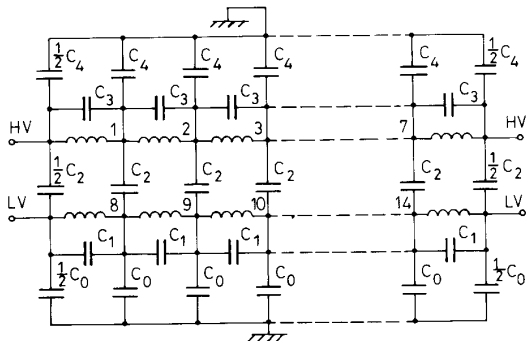 ½C₄ C₄ C₄ C₄ C₄ ½C₄
C₃ C₃ C₃ C₃
HV 1 2 3 7 HV
½C₂ C₂ C₂ C₂ C₂ ½C₂
LV 8 9 10 14 LV
C₁ C₁ C₁ C₁
½C₀ C₀ C₀ C₀ C₀ ½C₀